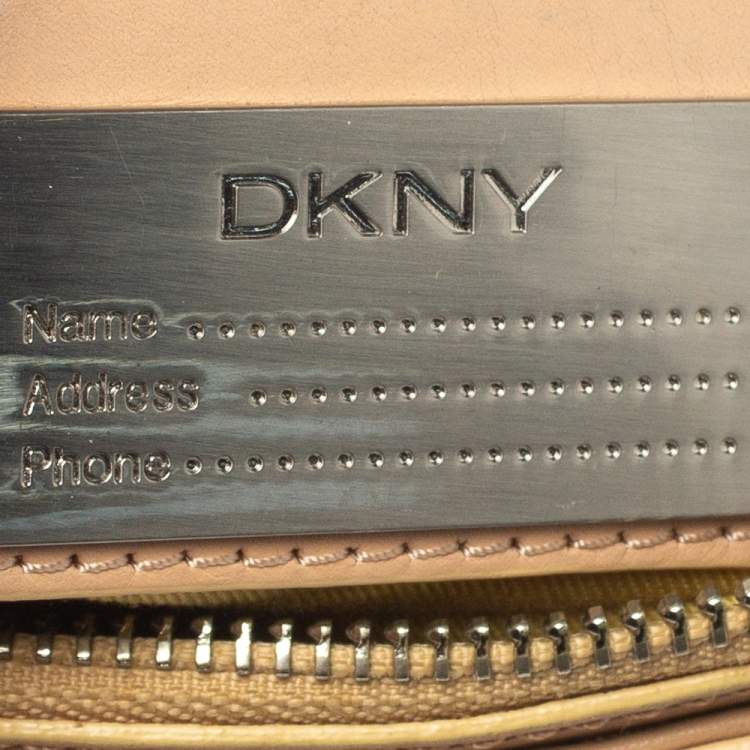 DKNY
Name ...................
Address .................
Phone ...................